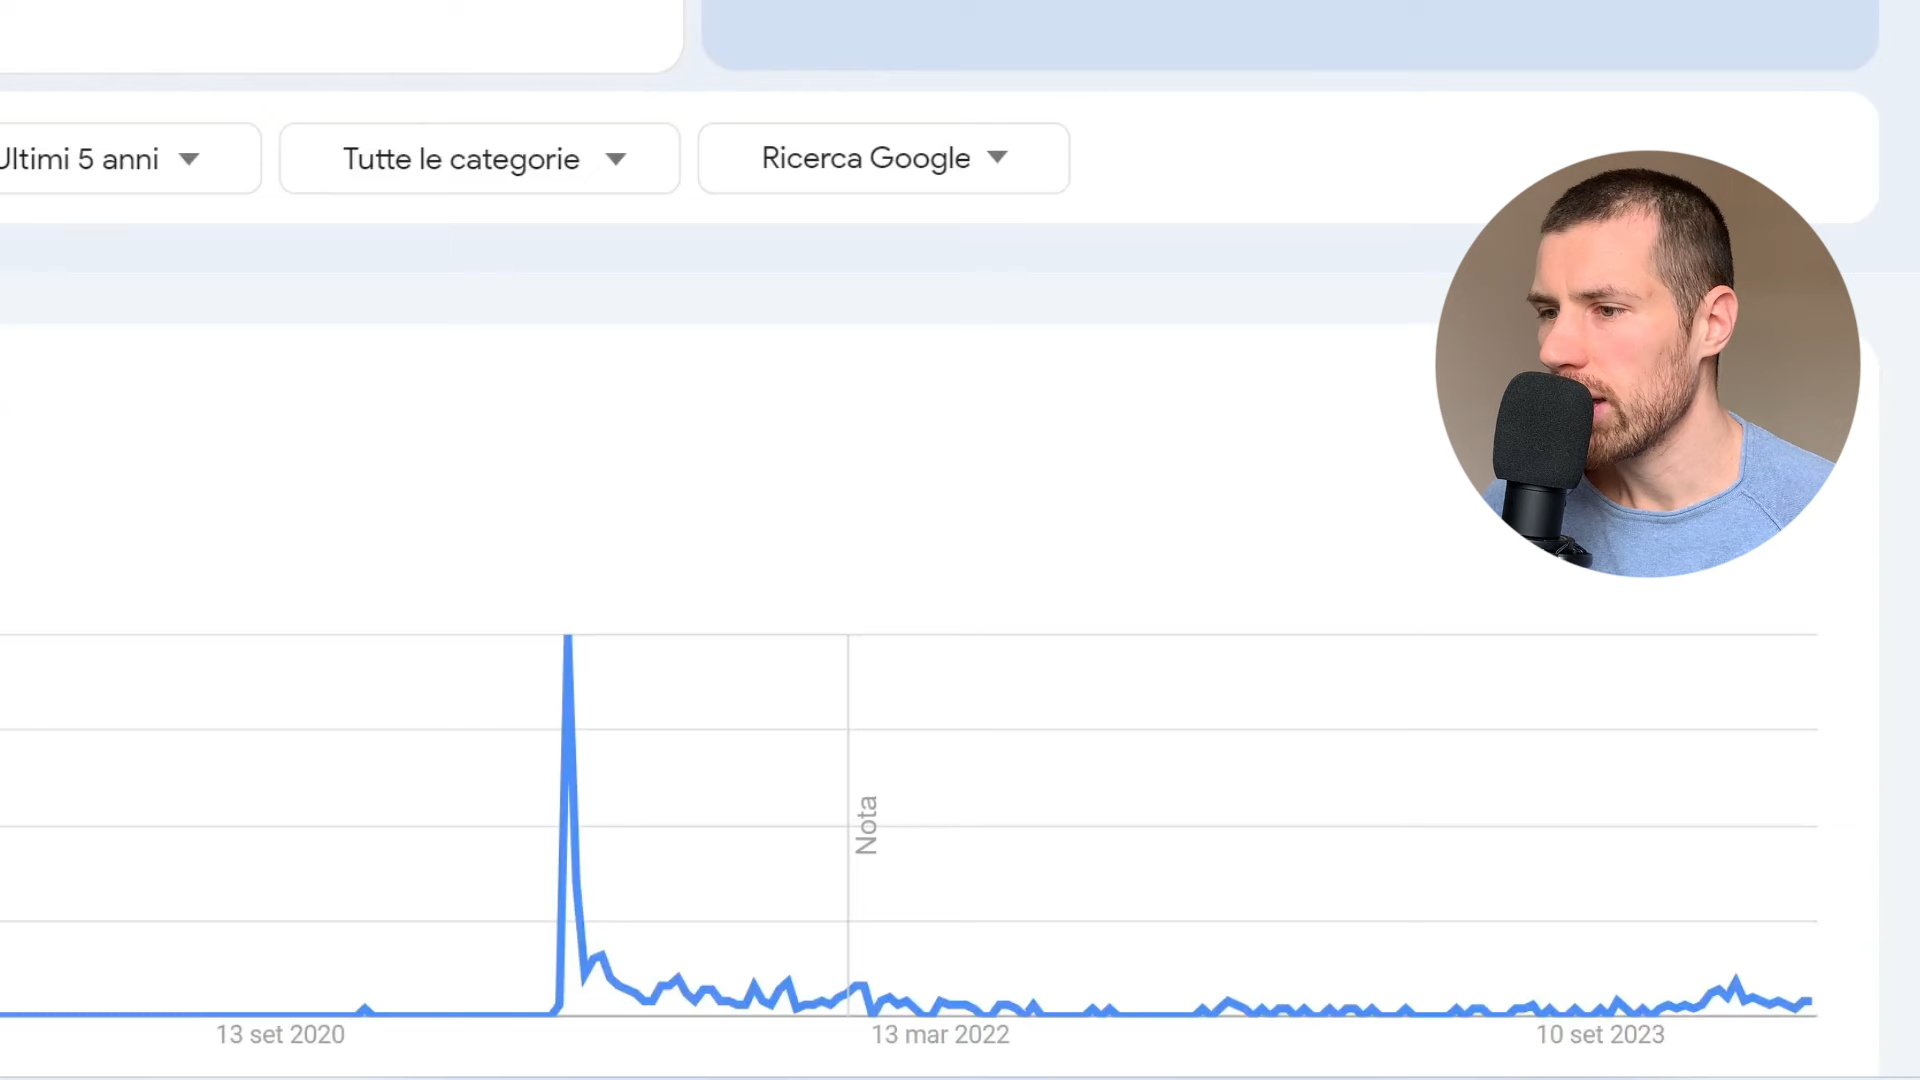 Ultimi 5 anni
Tutte le categorie
Ricerca Google
Nota
13 set 2020
13 mar 2022
10 set 2023